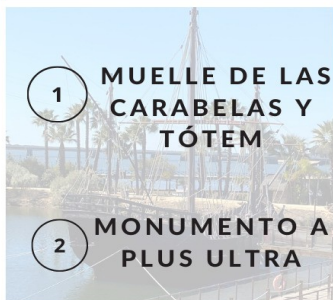 1
MUELLE DE LAS
CARABELAS Y
TÓTEM
2
MONUMENTO A
PLUS ULTRA